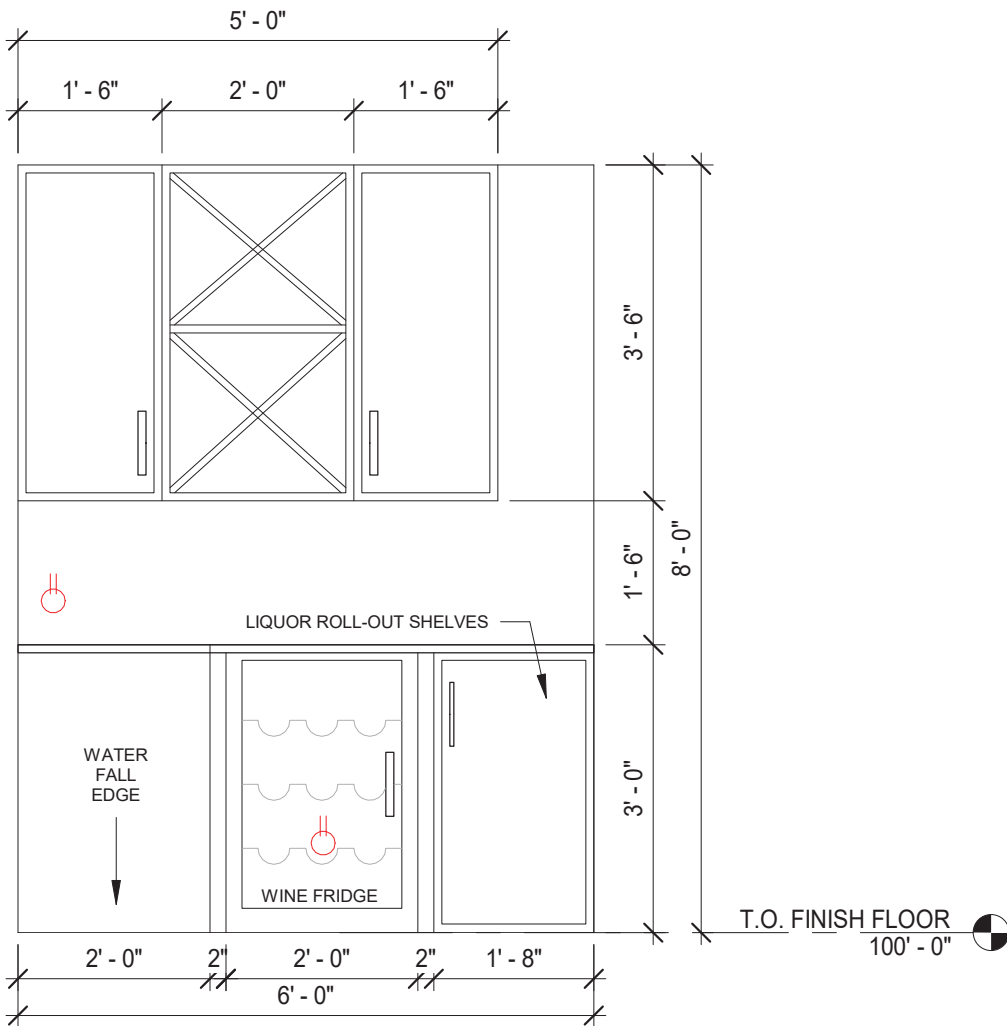 5' - 0"
1' - 6"
2' - 0"
1' - 6"
3' - 6"
1' - 6"
8' - 0"
3' - 0"
LIQUOR ROLL-OUT SHELVES
WATER
FALL
EDGE
WINE FRIDGE
T.O. FINISH FLOOR
100' - 0"
2' - 0"
2"
2' - 0"
2"
1' - 8"
6' - 0"